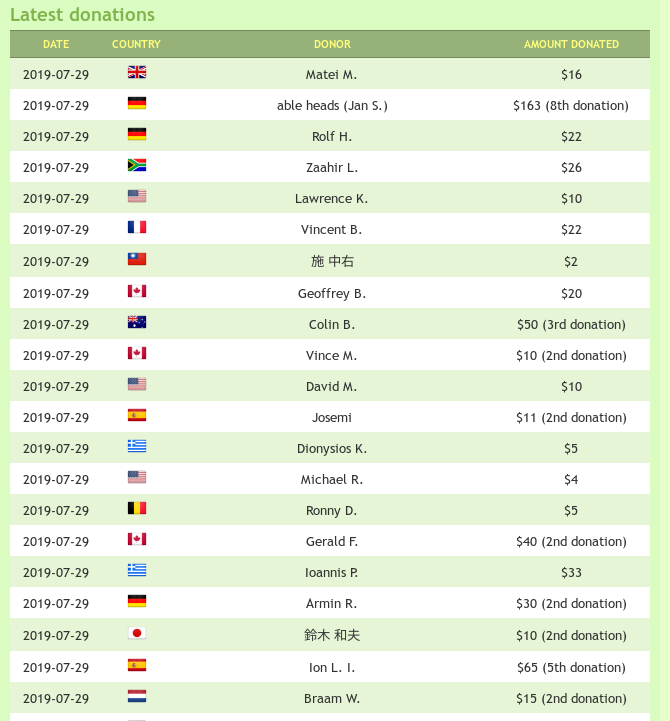 Latest donations
DATE COUNTRY DONOR AMOUNT DONATED
2019-07-29 Matei M. $16
2019-07-29 able heads (Jan S.) $163 (8th donation)
2019-07-29 Rolf H. $22
2019-07-29 Zaahir L. $26
2019-07-29 Lawrence K. $10
2019-07-29 Vincent B. $22
2019-07-29 施 中右 $2
2019-07-29 Geoffrey B. $20
2019-07-29 Colin B. $50 (3rd donation)
2019-07-29 Vince M. $10 (2nd donation)
2019-07-29 David M. $10
2019-07-29 Josemi $11 (2nd donation)
2019-07-29 Dionysios K. $5
2019-07-29 Michael R. $4
2019-07-29 Ronny D. $5
2019-07-29 Gerald F. $40 (2nd donation)
2019-07-29 Ioannis P. $33
2019-07-29 Armin R. $30 (2nd donation)
2019-07-29 鈴木 和夫 $10 (2nd donation)
2019-07-29 Ion L. I. $65 (5th donation)
2019-07-29 Braam W. $15 (2nd donation)